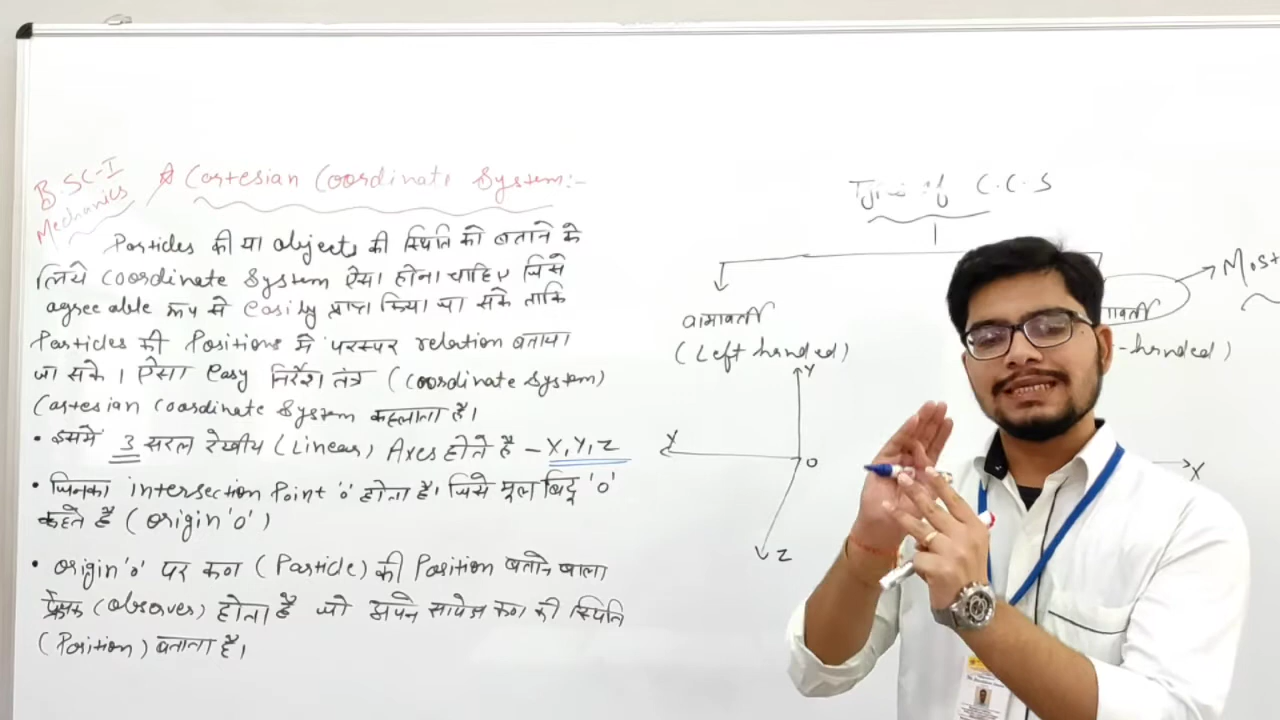 B.SC-I
Mechanics
Cartesian Coordinate System:-
Particles की या objects की स्थिति को बताने के
लिये coordinate System ऐसा होना चाहिए जिसे
agreeable रूप से easily प्राप्त किया जा सके ताकि
Particles की Positions में परस्पर relation बताया
जा सके। ऐसा easy निर्देश तंत्र (coordinate System)
Cartesian coordinate System कहलाता है।
• इसमें 3 सरल रेखीय (Linear) Axes होते है - X,Y,Z
• जिनका intersection Point 'o' होता है। जिसे मूल बिंदू 'o'
कहते है (origin 'o')
• origin 'o' पर कण (Particle) की Position बताने वाला
प्रेक्षक (observer) होता है जो अपने सापेक्ष कण की स्थिति
(Position) बताता है।
Types of C.C.S
वामावर्ती
(Left handed)
Y
X
O
Z
Most
-handed)
X